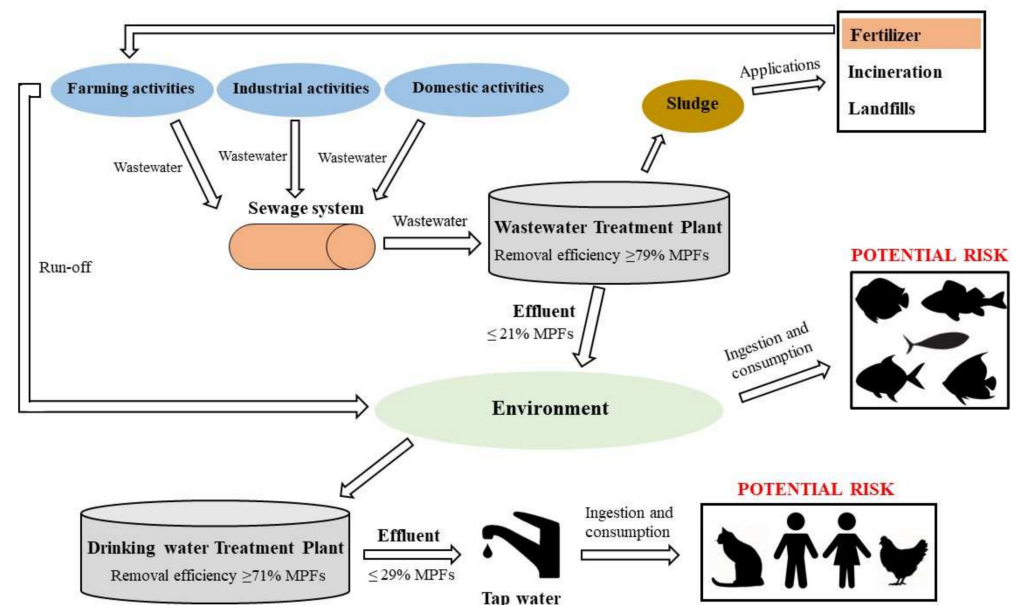 Fertilizer
Incineration
Landfills
Applications
Sludge
Farming activities
Industrial activities
Domestic activities
Wastewater
Wastewater
Wastewater
Sewage system
Wastewater
Wastewater Treatment Plant
Removal efficiency ≥79% MPFs
Run-off
Effluent
≤ 21% MPFs
POTENTIAL RISK
Ingestion and
consumption
Environment
Drinking water Treatment Plant
Removal efficiency ≥71% MPFs
Effluent
≤ 29% MPFs
Tap water
Ingestion and
consumption
POTENTIAL RISK